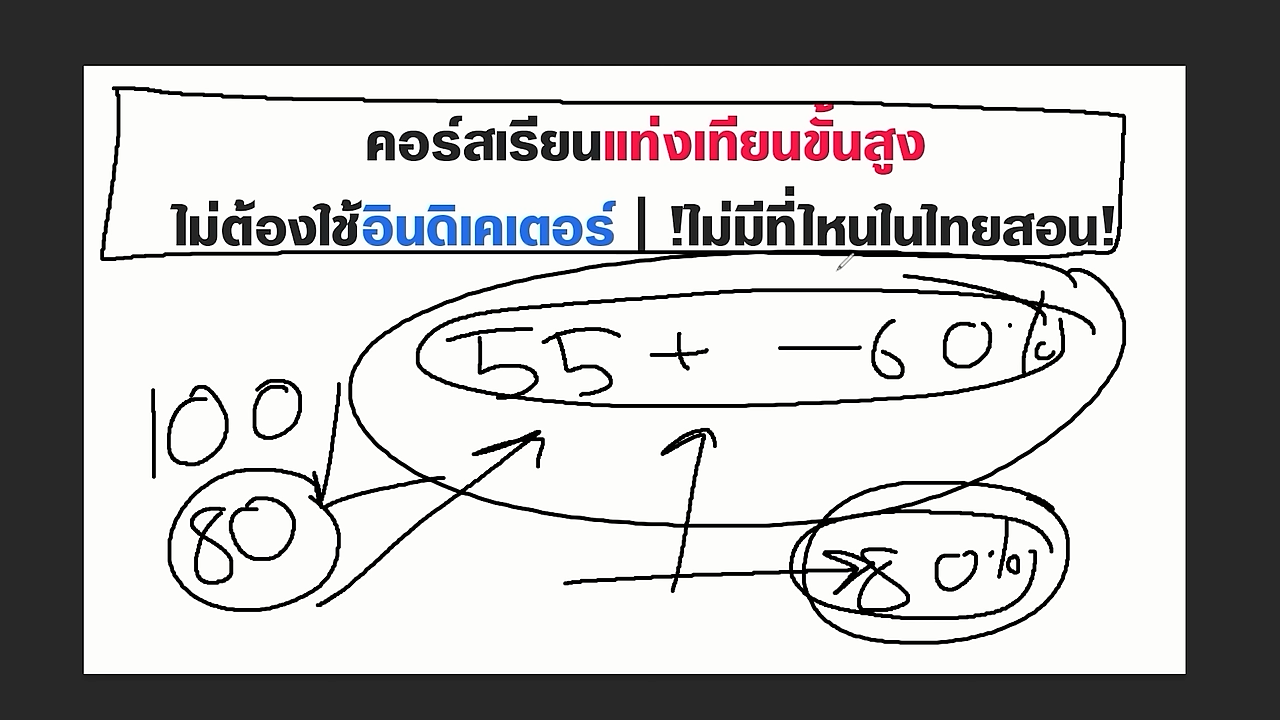 คอร์สเรียนแท่งเทียนขั้นสูง
ไม่ต้องใช้อินดิเคเตอร์ | !ไม่มีที่ไหนในไทยสอน!
55 + - 60%
100
80
80%